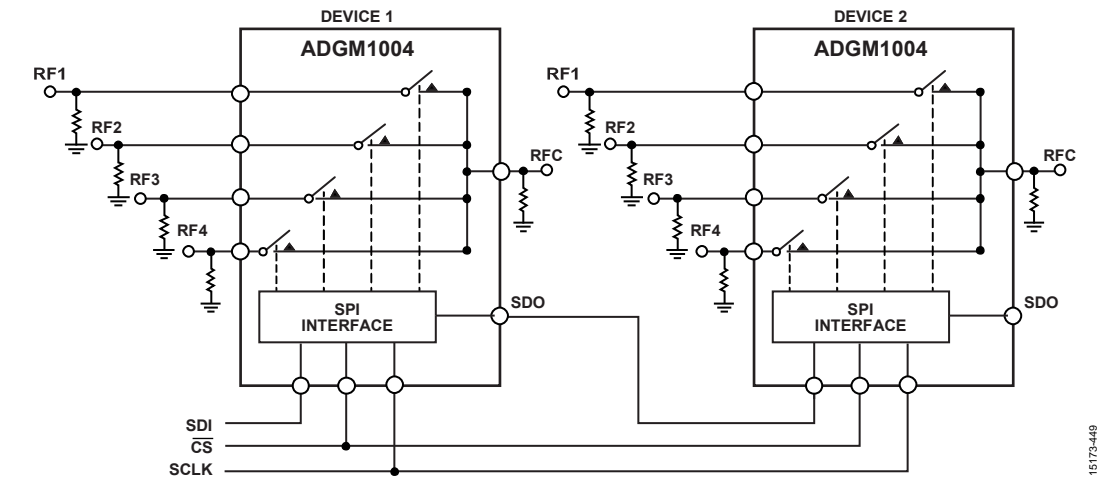 DEVICE 1
ADGM1004
RF1
RF2
RF3
RF4
RFC
SPI
INTERFACE
SDO
DEVICE 2
ADGM1004
RF1
RF2
RF3
RF4
RFC
SPI
INTERFACE
SDO
SDI
CS
SCLK
15173-449